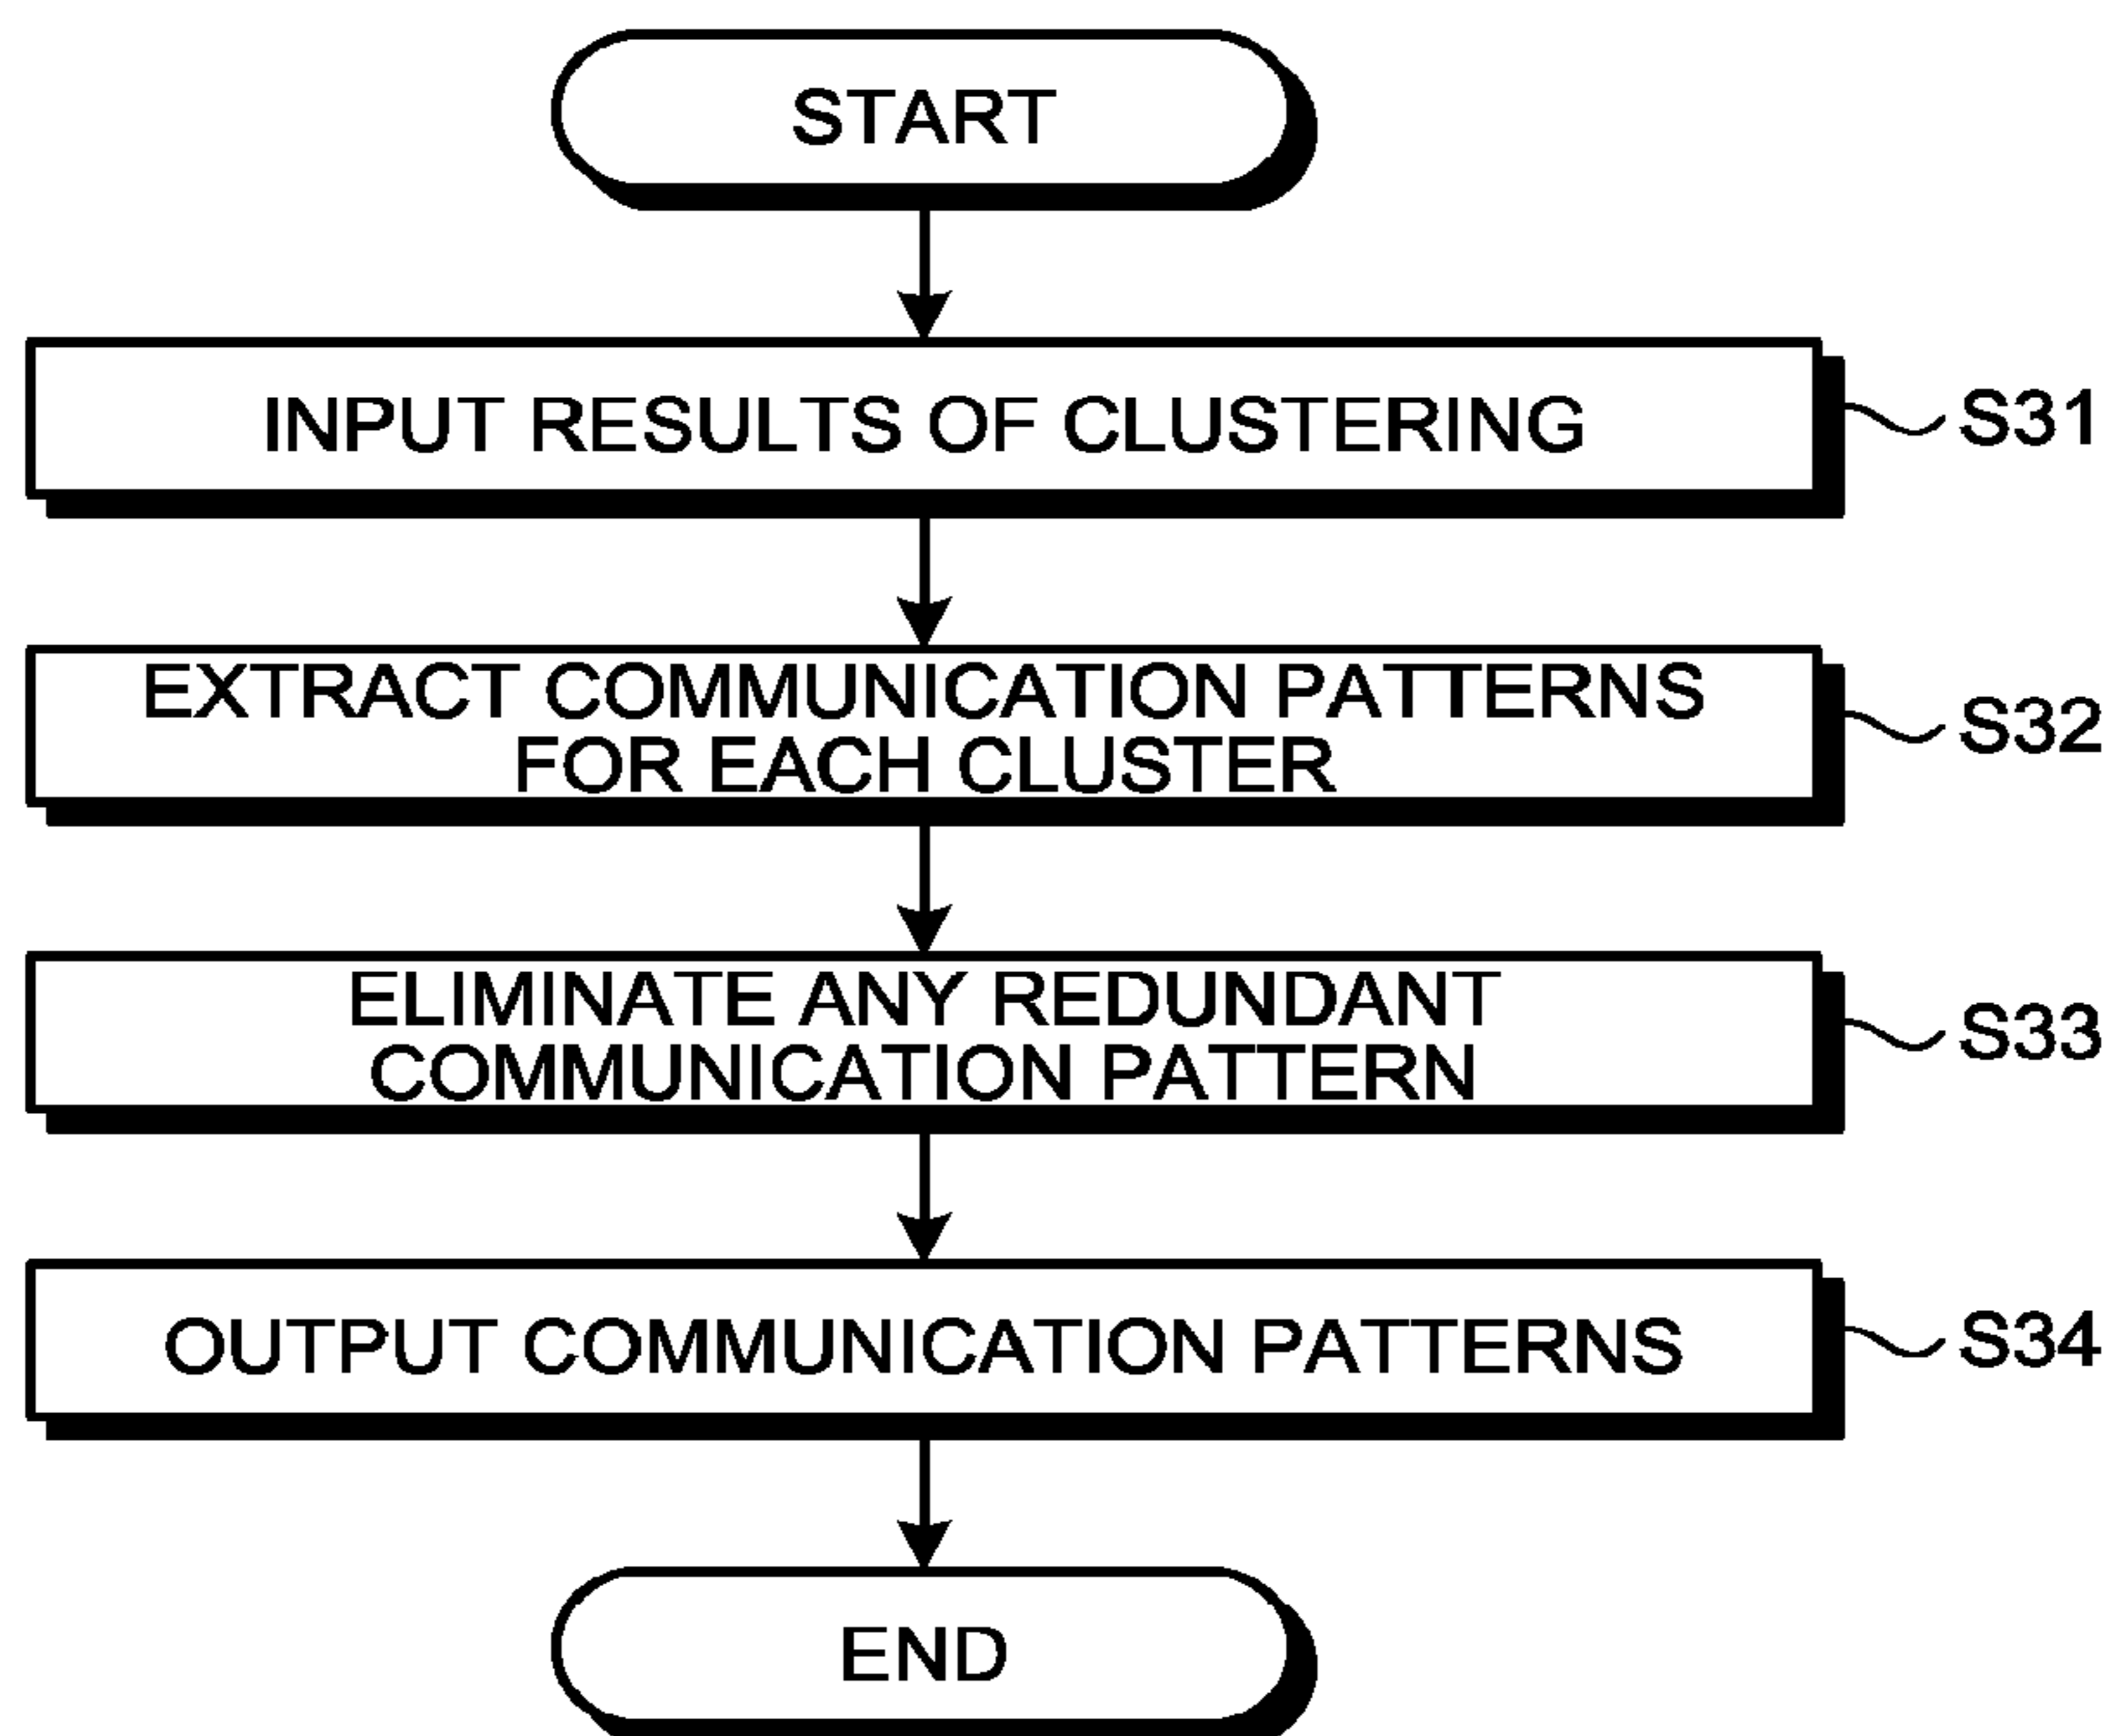 START
INPUT RESULTS OF CLUSTERING
S31
EXTRACT COMMUNICATION PATTERNS
FOR EACH CLUSTER
S32
ELIMINATE ANY REDUNDANT
COMMUNICATION PATTERN
S33
OUTPUT COMMUNICATION PATTERNS
S34
END